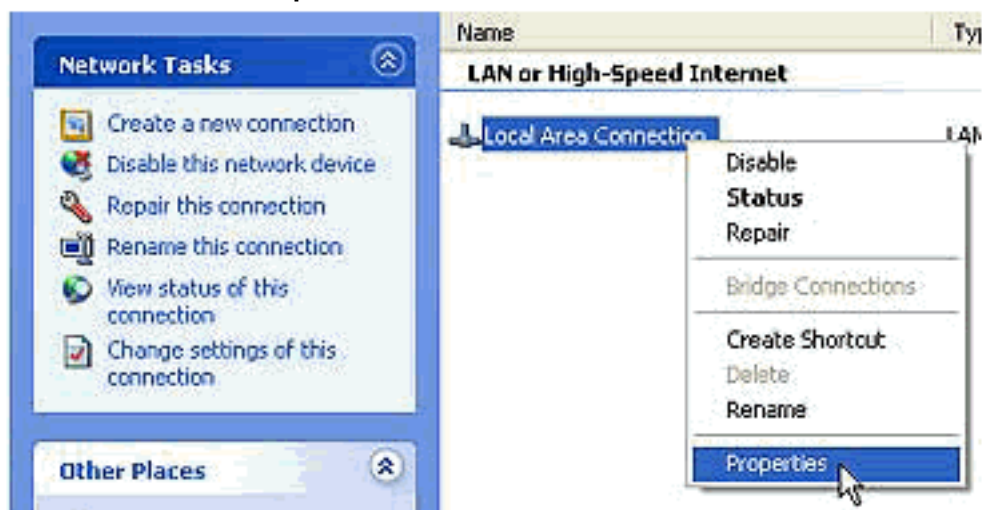 Network Tasks
Create a new connection
Disable this network device
Repair this connection
Rename this connection
View status of this
connection
Change settings of this
connection
Other Places
Name
LAN or High-Speed Internet
Local Area Connection
Disable
Status
Repair
Bridge Connections
Create Shortcut
Delete
Rename
Properties